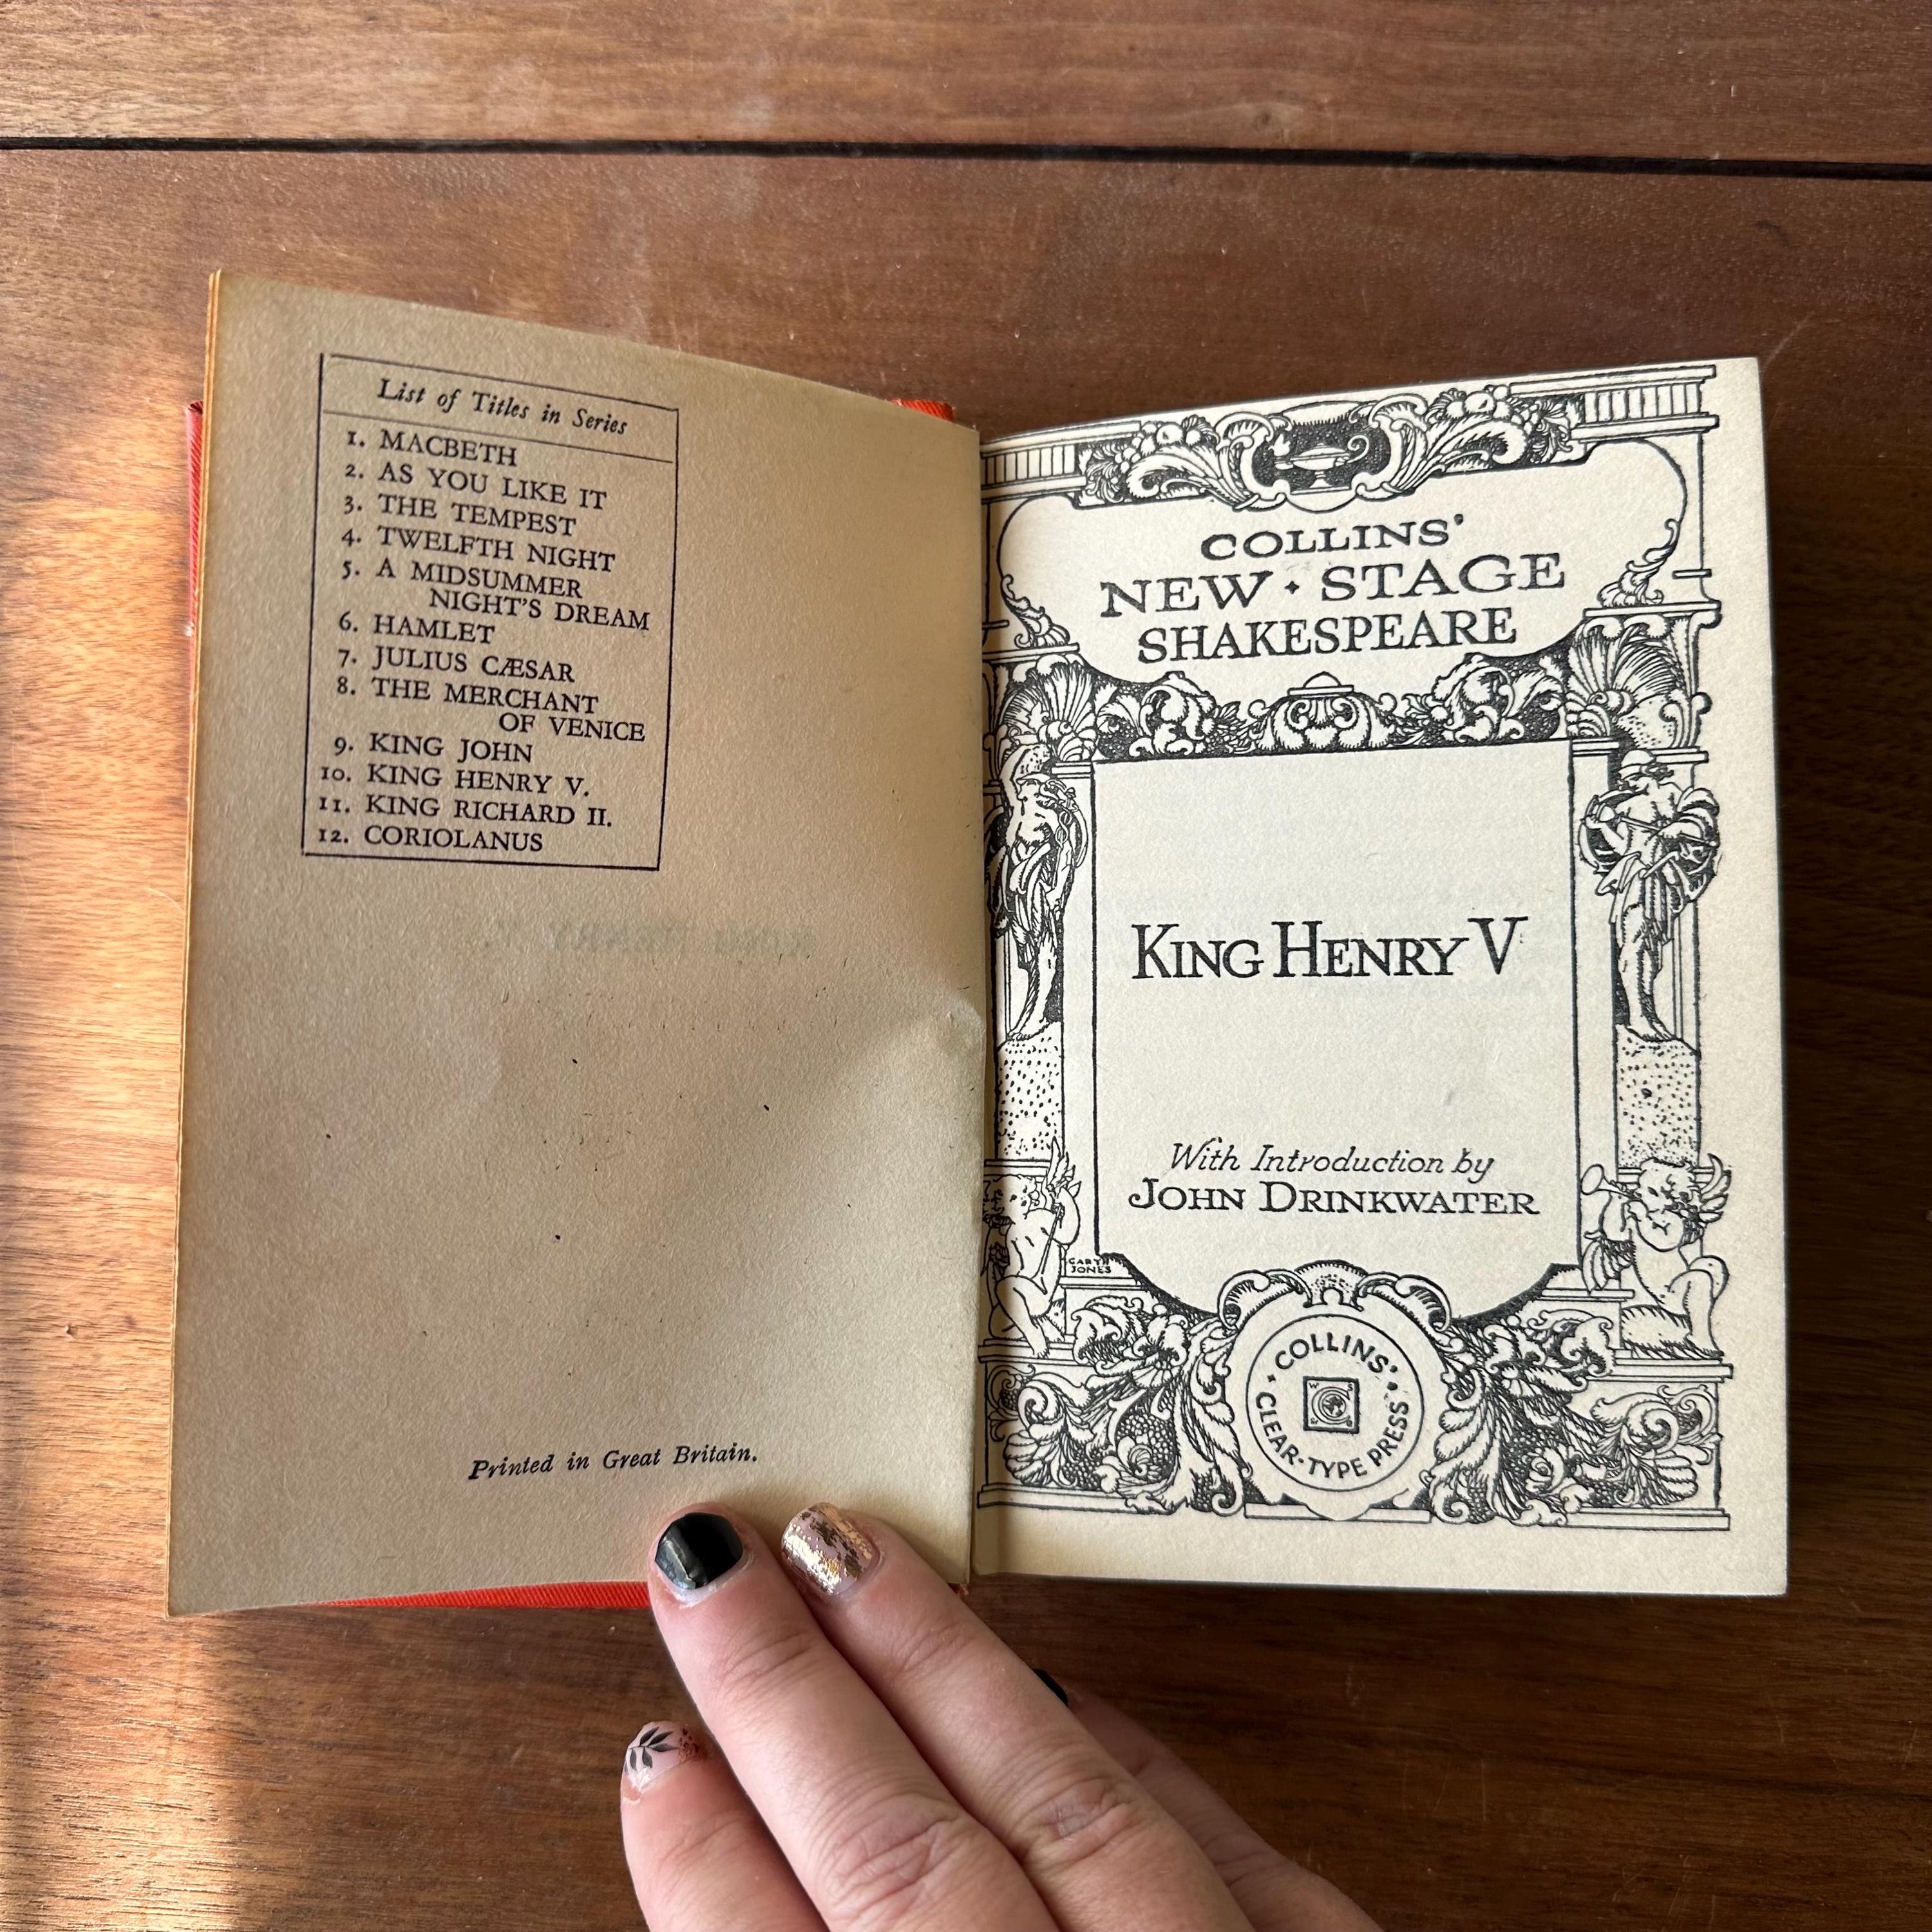 List of Titles in Series
1. MACBETH
2. AS YOU LIKE IT
3. THE TEMPEST
4. TWELFTH NIGHT
5. A MIDSUMMER
NIGHT'S DREAM
6. HAMLET
7. JULIUS CÆSAR
8. THE MERCHANT
OF VENICE
9. KING JOHN
10. KING HENRY V.
11. KING RICHARD II.
12. CORIOLANUS
Printed in Great Britain.
COLLINS'
NEW · STAGE
SHAKESPEARE
KING HENRY V
With Introduction by
JOHN DRINKWATER
GARTH
JONES
COLLINS'
CLEAR-TYPE PRESS